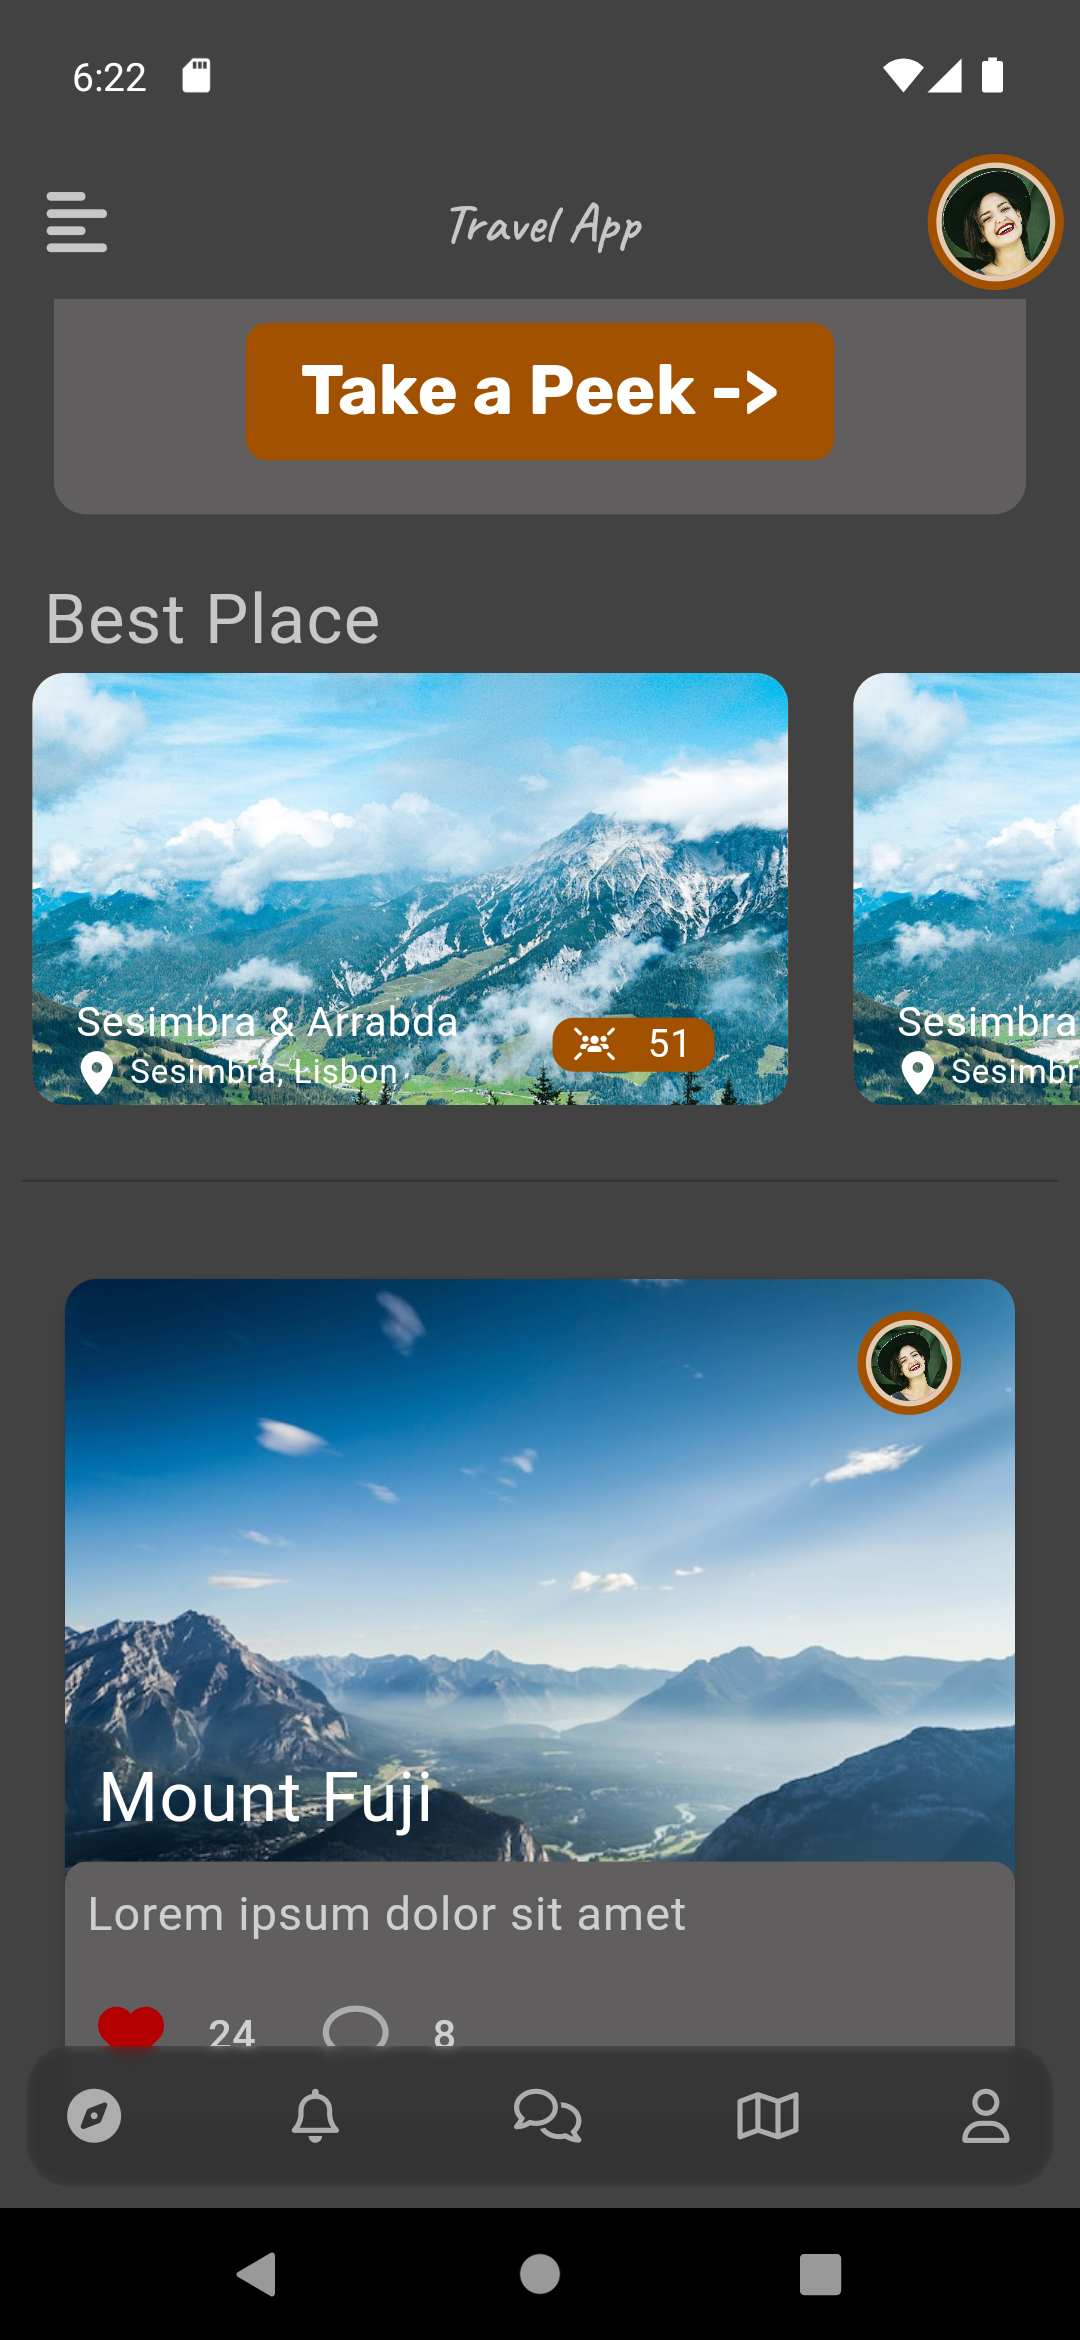 6:22
Travel App
Take a Peek ->
Best Place
Sesimbra & Arrabda
Sesimbra, Lisbon
51
Sesimbra
Sesimbr
Mount Fuji
Lorem ipsum dolor sit amet
24
8